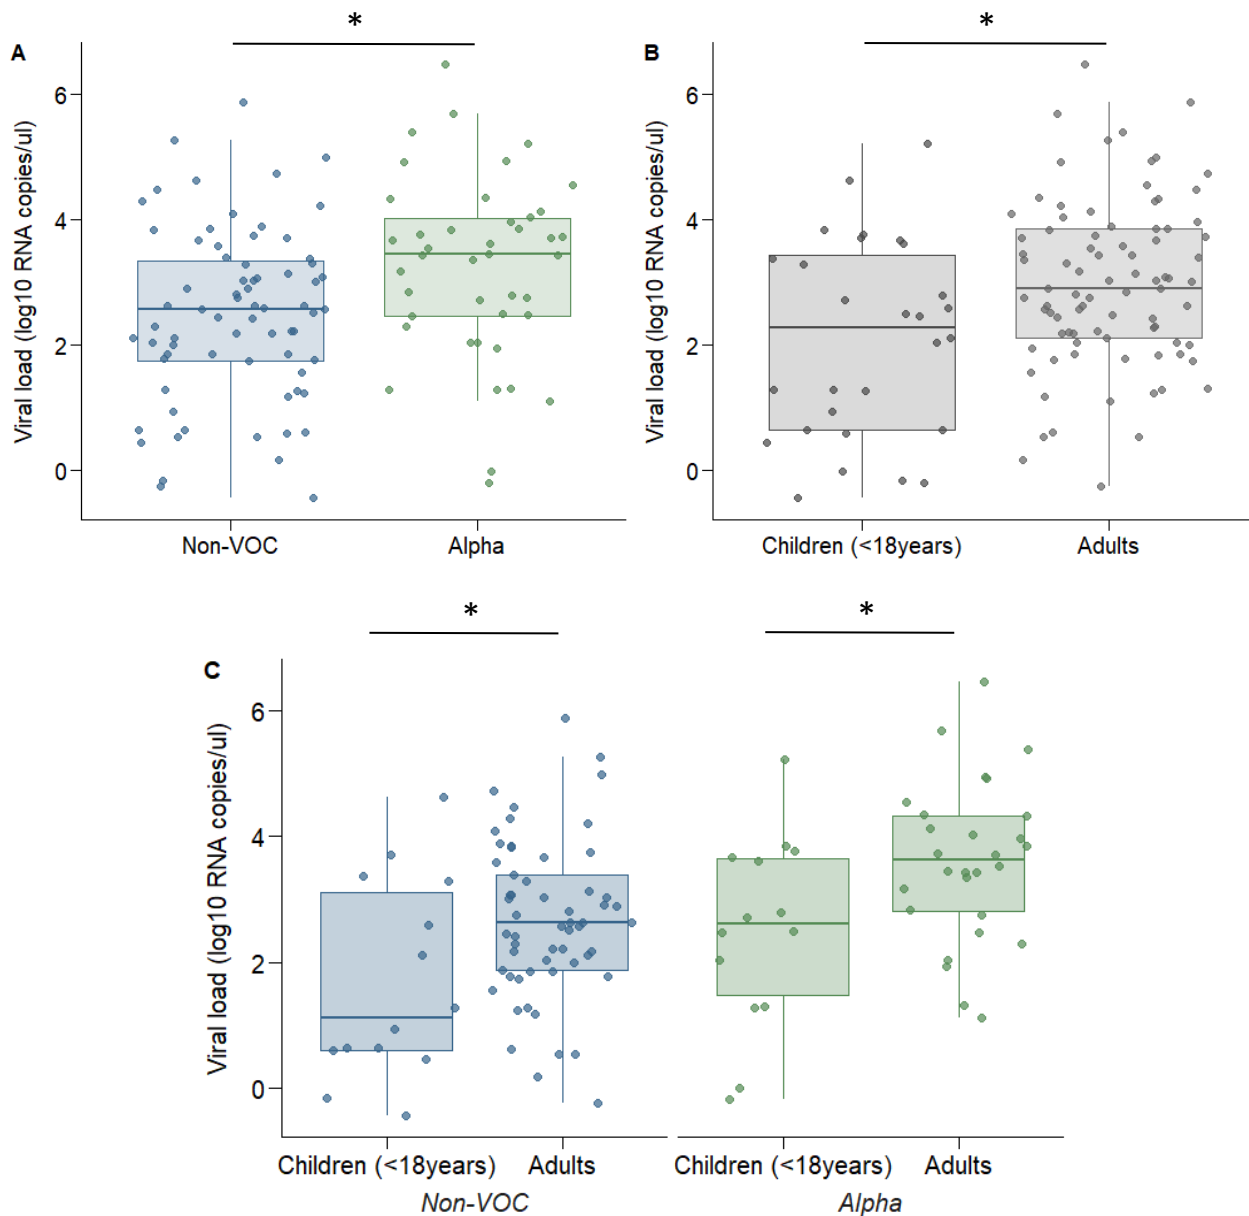 *
*
A
B
Viral load (log10 RNA copies/ul)
6
4
2
0
Non-VOC
Alpha
Viral load (log10 RNA copies/ul)
6
4
2
0
Children (<18years)
Adults
*
*
C
Viral load (log10 RNA copies/ul)
6
4
2
0
Children (<18years)
Adults
Children (<18years)
Adults
Non-VOC
Alpha